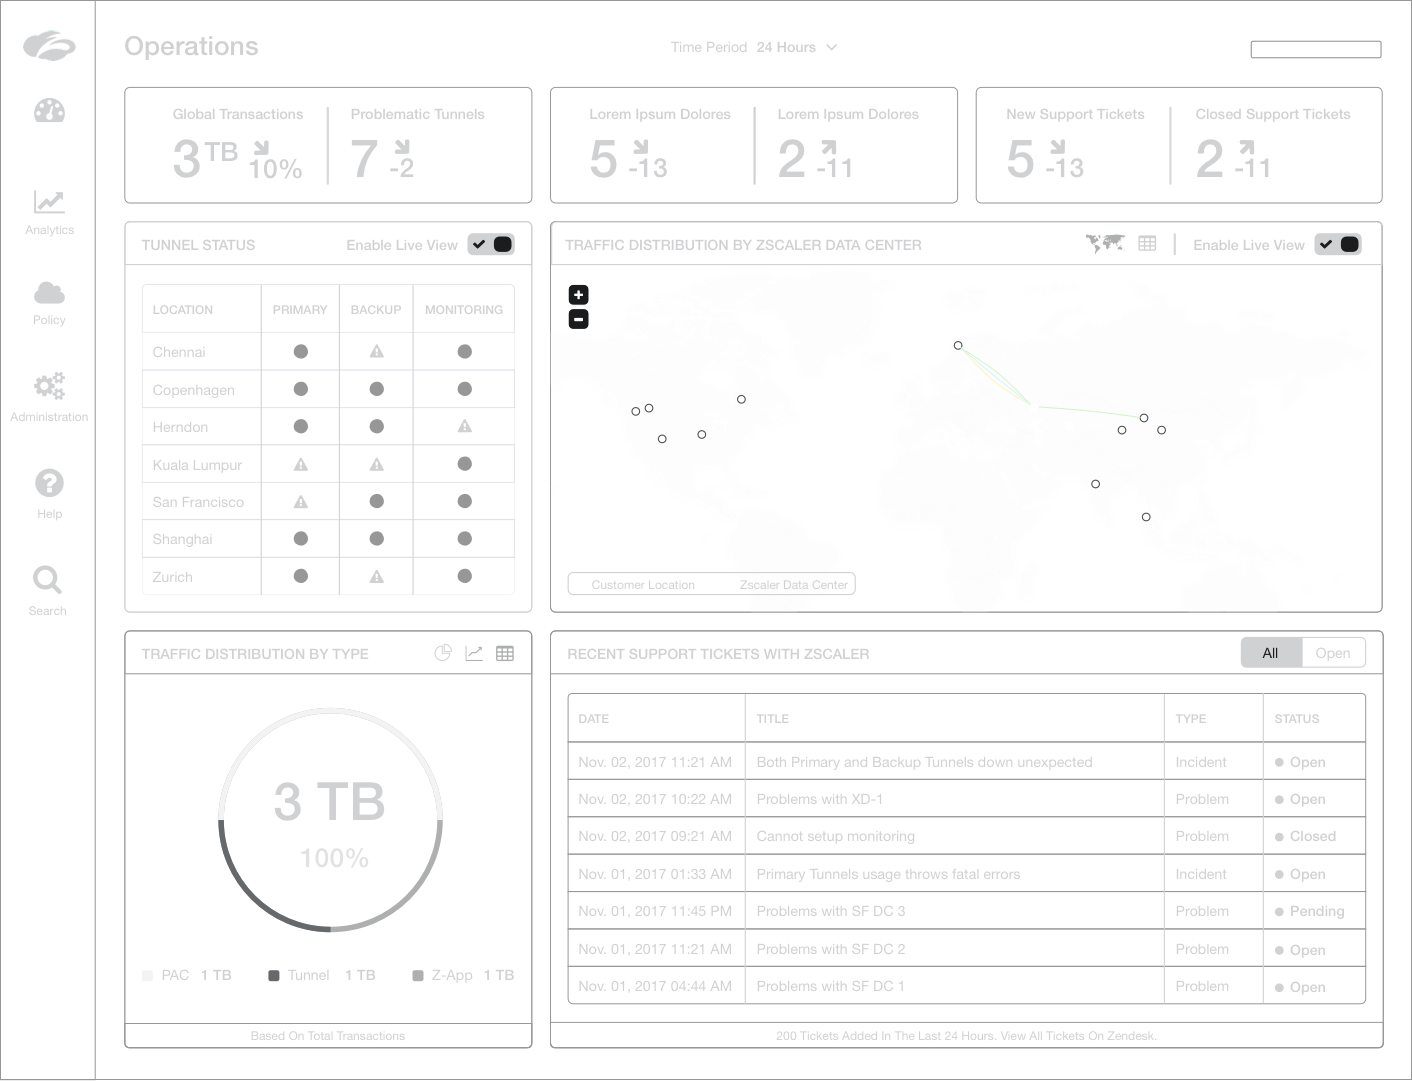 Operations
Time Period 24 Hours
Global Transactions
3 TB 10%
Problematic Tunnels
7 -2
Lorem Ipsum Dolores
5 -13
Lorem Ipsum Dolores
2 -11
New Support Tickets
5 -13
Closed Support Tickets
2 -11
Analytics
Policy
Administration
Help
Search
TUNNEL STATUS
Enable Live View
LOCATION PRIMARY BACKUP MONITORING
Chennai
Copenhagen
Herndon
Kuala Lumpur
San Francisco
Shanghai
Zurich
TRAFFIC DISTRIBUTION BY ZSCALER DATA CENTER
Enable Live View
Customer Location Zscaler Data Center
TRAFFIC DISTRIBUTION BY TYPE
3 TB
100%
PAC 1 TB Tunnel 1 TB Z-App 1 TB
Based On Total Transactions
RECENT SUPPORT TICKETS WITH ZSCALER
All Open
DATE TITLE TYPE STATUS
Nov. 02, 2017 11:21 AM Both Primary and Backup Tunnels down unexpected Incident Open
Nov. 02, 2017 10:22 AM Problems with XD-1 Problem Open
Nov. 02, 2017 09:21 AM Cannot setup monitoring Problem Closed
Nov. 01, 2017 01:33 AM Primary Tunnels usage throws fatal errors Incident Open
Nov. 01, 2017 11:45 PM Problems with SF DC 3 Problem Pending
Nov. 01, 2017 11:21 AM Problems with SF DC 2 Problem Open
Nov. 01, 2017 04:44 AM Problems with SF DC 1 Problem Open
200 Tickets Added In The Last 24 Hours. View All Tickets On Zendesk.